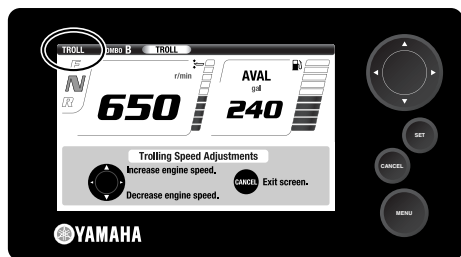 TROLL
COMBO B
TROLL
F
N
R
r/min
650
AVAL
gal
240
Trolling Speed Adjustments
Increase engine speed.
Decrease engine speed.
CANCEL Exit screen.
SET
CANCEL
MENU
YAMAHA